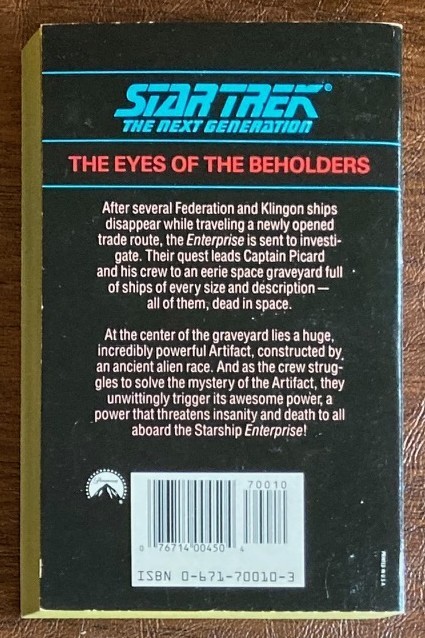 STAR TREK®
THE NEXT GENERATION
THE EYES OF THE BEHOLDERS
After several Federation and Klingon ships
disappear while traveling a newly opened
trade route, the Enterprise is sent to investi-
gate. Their quest leads Captain Picard
and his crew to an eerie space graveyard full
of ships of every size and description—
all of them, dead in space.
At the center of the graveyard lies a huge,
incredibly powerful Artifact, constructed by
an ancient alien race. And as the crew strug-
gles to solve the mystery of the Artifact, they
unwittingly trigger its awesome power, a
power that threatens insanity and death to all
aboard the Starship Enterprise!
Paramount
70010
0 76714 00450 4
ISBN 0-671-70010-3